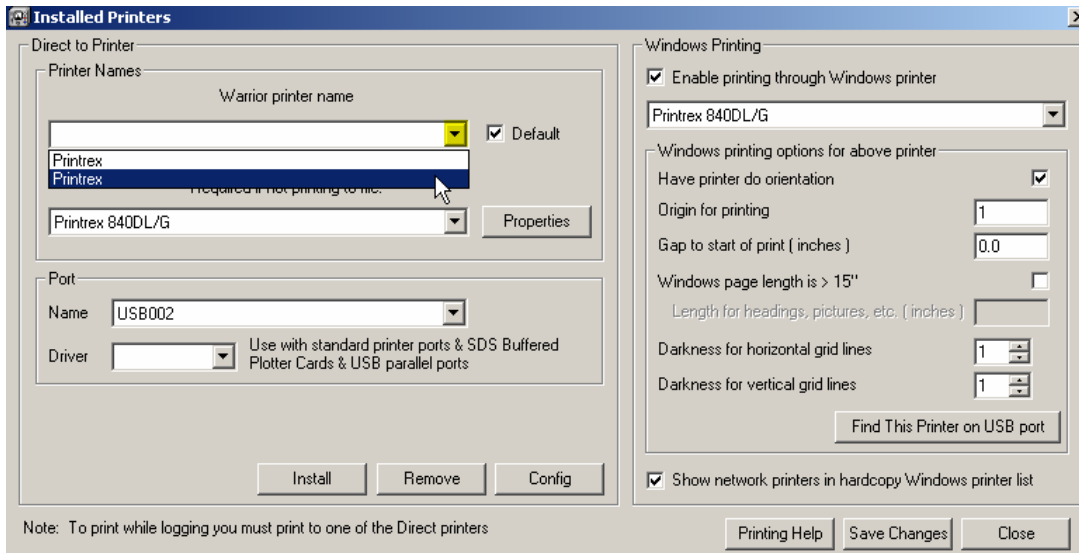 Installed Printers
Direct to Printer
Printer Names
Warrior printer name
Default
Printrex
Printrex
Required if not printing to file.
Printrex 840DL/G
Properties
Port
Name
USB002
Driver
Use with standard printer ports & SDS Buffered
Plotter Cards & USB parallel ports
Install
Remove
Config
Windows Printing
Enable printing through Windows printer
Printrex 840DL/G
Windows printing options for above printer
Have printer do orientation
Origin for printing
1
Gap to start of print ( inches )
0.0
Windows page length is > 15"
Length for headings, pictures, etc. ( inches )
Darkness for horizontal grid lines
1
Darkness for vertical grid lines
1
Find This Printer on USB port
Show network printers in hardcopy Windows printer list
Note: To print while logging you must print to one of the Direct printers
Printing Help
Save Changes
Close